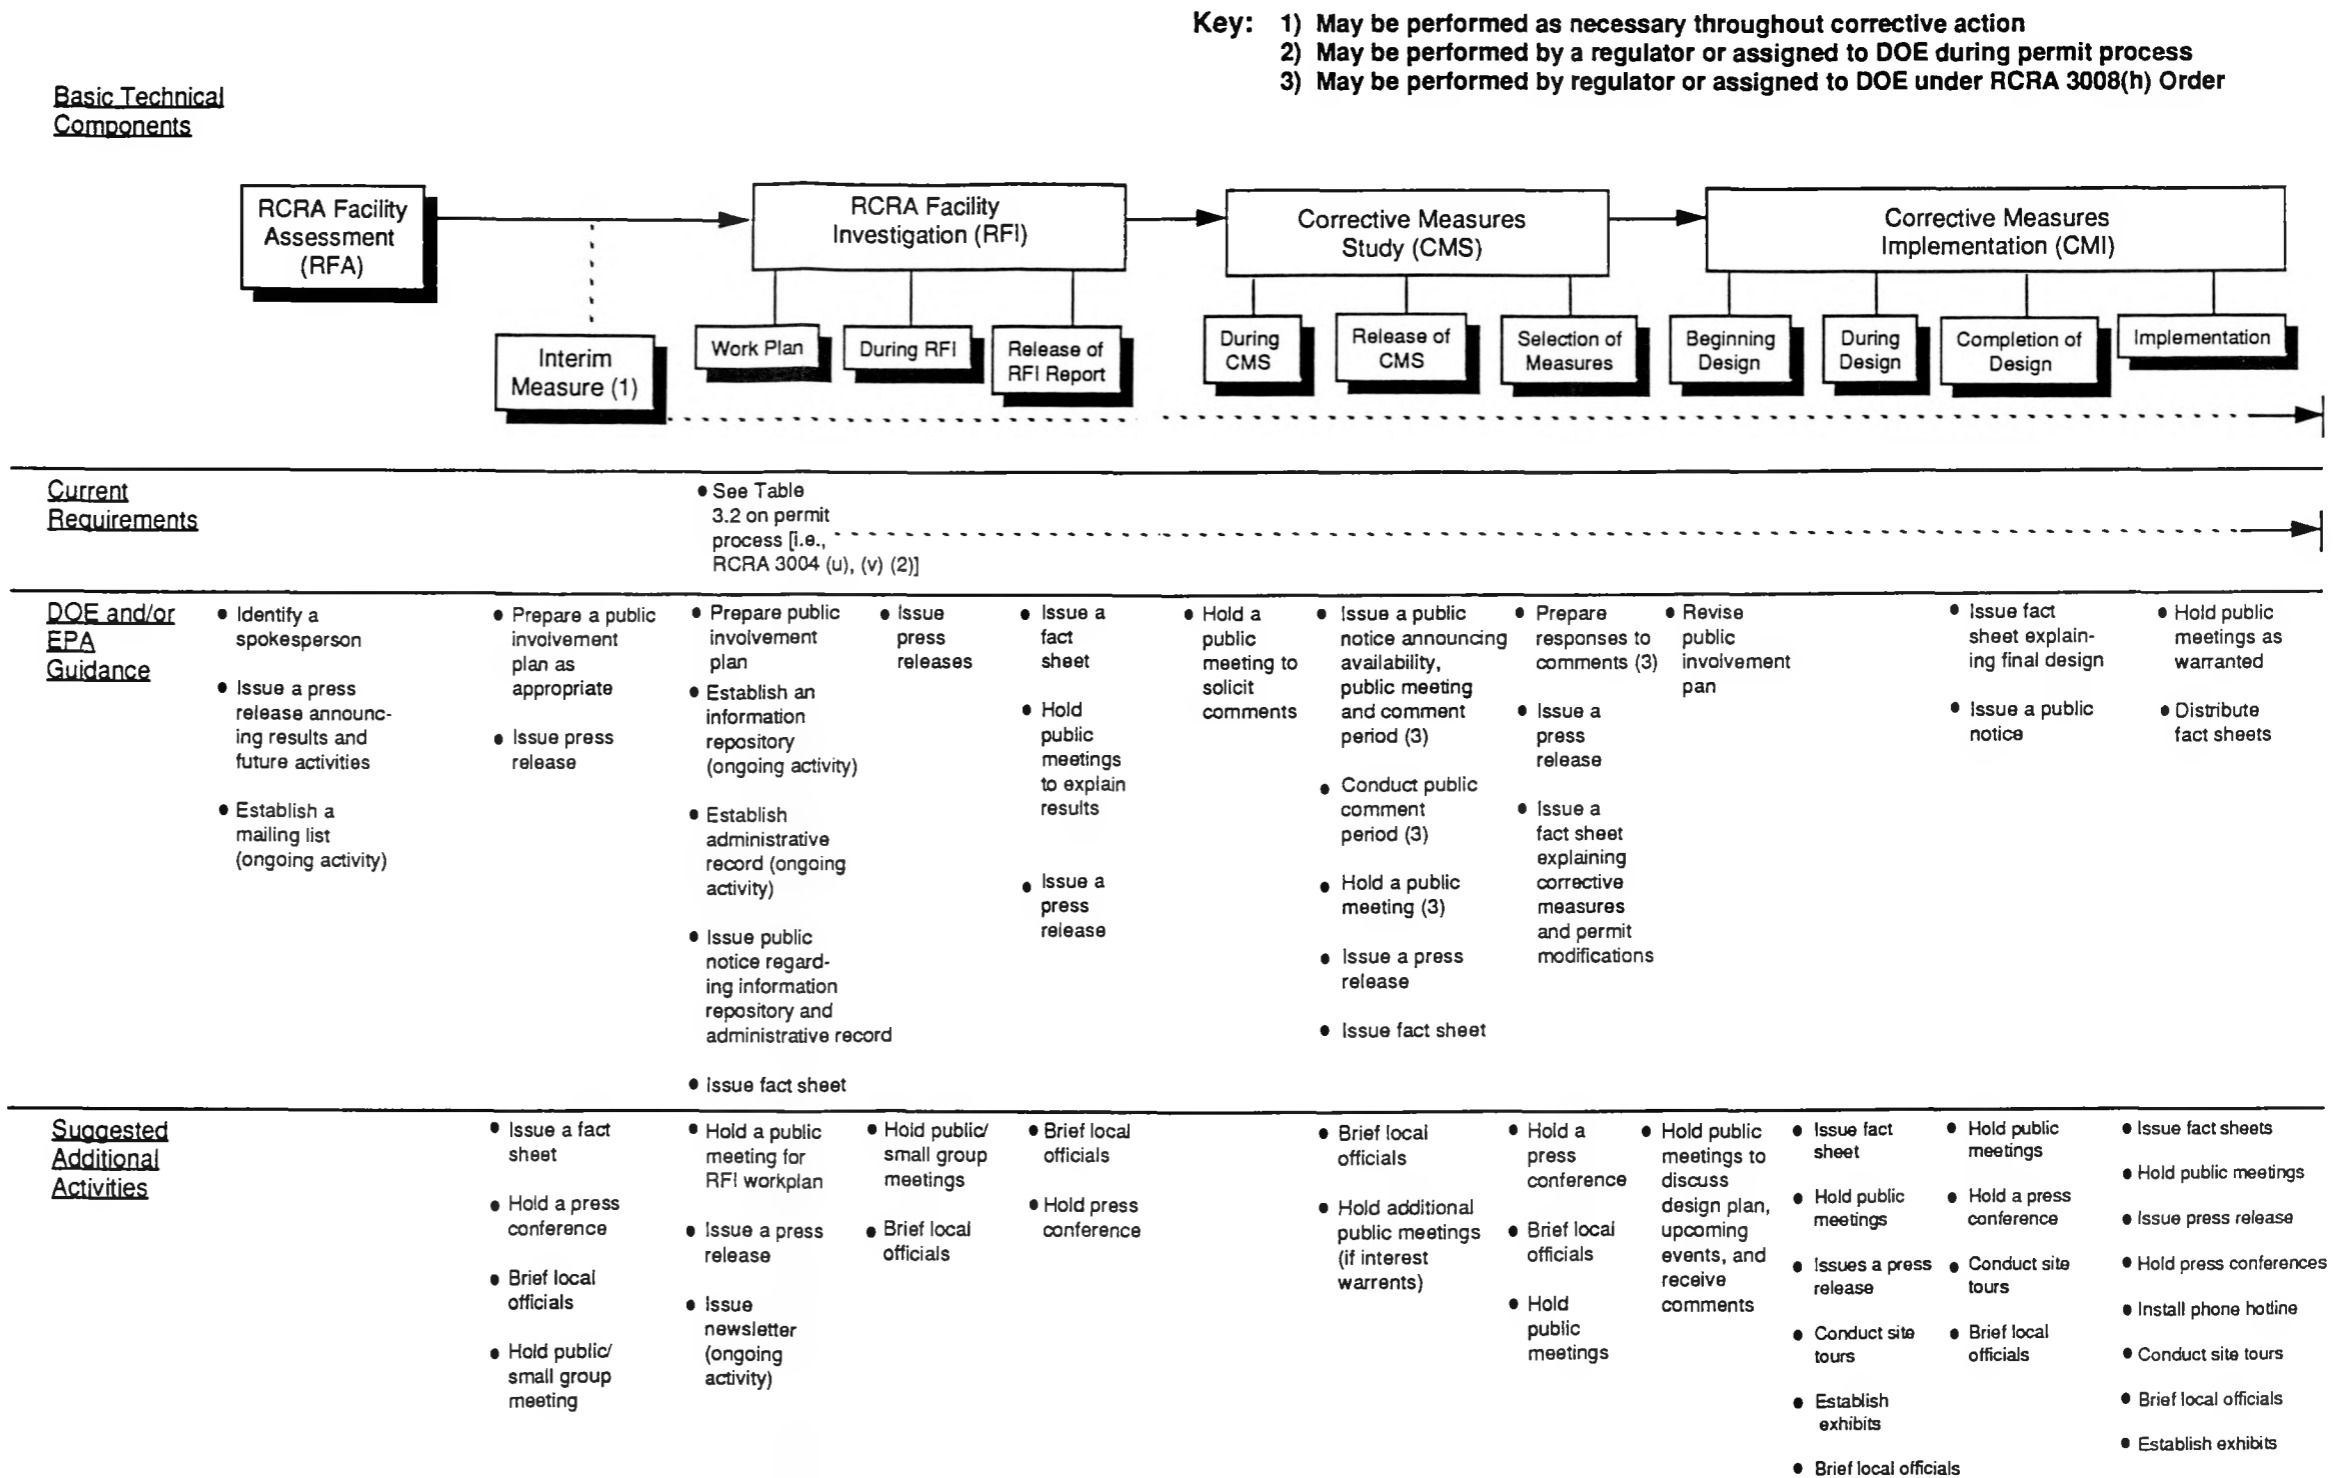 Key: 1) May be performed as necessary throughout corrective action
2) May be performed by a regulator or assigned to DOE during permit process
3) May be performed by regulator or assigned to DOE under RCRA 3008(h) Order
Basic Technical
Components
RCRA Facility
Assessment
(RFA)
RCRA Facility
Investigation (RFI)
Corrective Measures
Study (CMS)
Corrective Measures
Implementation (CMI)
Interim
Measure (1)
Work Plan
During RFI
Release of
RFI Report
During
CMS
Release of
CMS
Selection of
Measures
Beginning
Design
During
Design
Completion of
Design
Implementation
Current
Requirements
• See Table
3.2 on permit
process [i.e.,
RCRA 3004 (u), (v) (2)]
DOE and/or
EPA
Guidance
• Identify a
spokesperson
• Issue a press
release announc-
ing results and
future activities
• Establish a
mailing list
(ongoing activity)
• Prepare a public
involvement
plan as
appropriate
• Issue press
release
• Prepare public
involvement
plan
• Establish an
information
repository
(ongoing activity)
• Establish
administrative
record (ongoing
activity)
• Issue public
notice regard-
ing information
repository and
administrative record
• Issue fact sheet
• Issue
press
releases
• Issue a
fact
sheet
• Hold
public
meetings
to explain
results
• Issue a
press
release
• Hold a
public
meeting to
solicit
comments
• Issue a public
notice announcing
availability,
public meeting
and comment
period (3)
• Conduct public
comment
period (3)
• Hold a public
meeting (3)
• Issue a press
release
• Issue fact sheet
• Prepare
responses to
comments (3)
• Issue a
press
release
• Issue a
fact sheet
explaining
corrective
measures
and permit
modifications
• Revise
public
involvement
pan
• Issue fact
sheet explain-
ing final design
• Issue a public
notice
• Hold public
meetings as
warranted
• Distribute
fact sheets
Suggested
Additional
Activities
• Issue a fact
sheet
• Hold a press
conference
• Brief local
officials
• Hold public/
small group
meeting
• Hold a public
meeting for
RFI workplan
• Issue a press
release
• Issue
newsletter
(ongoing
activity)
• Hold public/
small group
meetings
• Brief local
officials
• Brief local
officials
• Hold press
conference
• Brief local
officials
• Hold additional
public meetings
(if interest
warrents)
• Hold a
press
conference
• Brief local
officials
• Hold
public
meetings
• Hold public
meetings to
discuss
design plan,
upcoming
events, and
receive
comments
• Issue fact
sheet
• Hold public
meetings
• Issues a press
release
• Conduct site
tours
• Establish
exhibits
• Brief local officials
• Hold public
meetings
• Hold a press
conference
• Conduct site
tours
• Brief local
officials
• Issue fact sheets
• Hold public meetings
• Issue press release
• Hold press conferences
• Install phone hotline
• Conduct site tours
• Brief local officials
• Establish exhibits